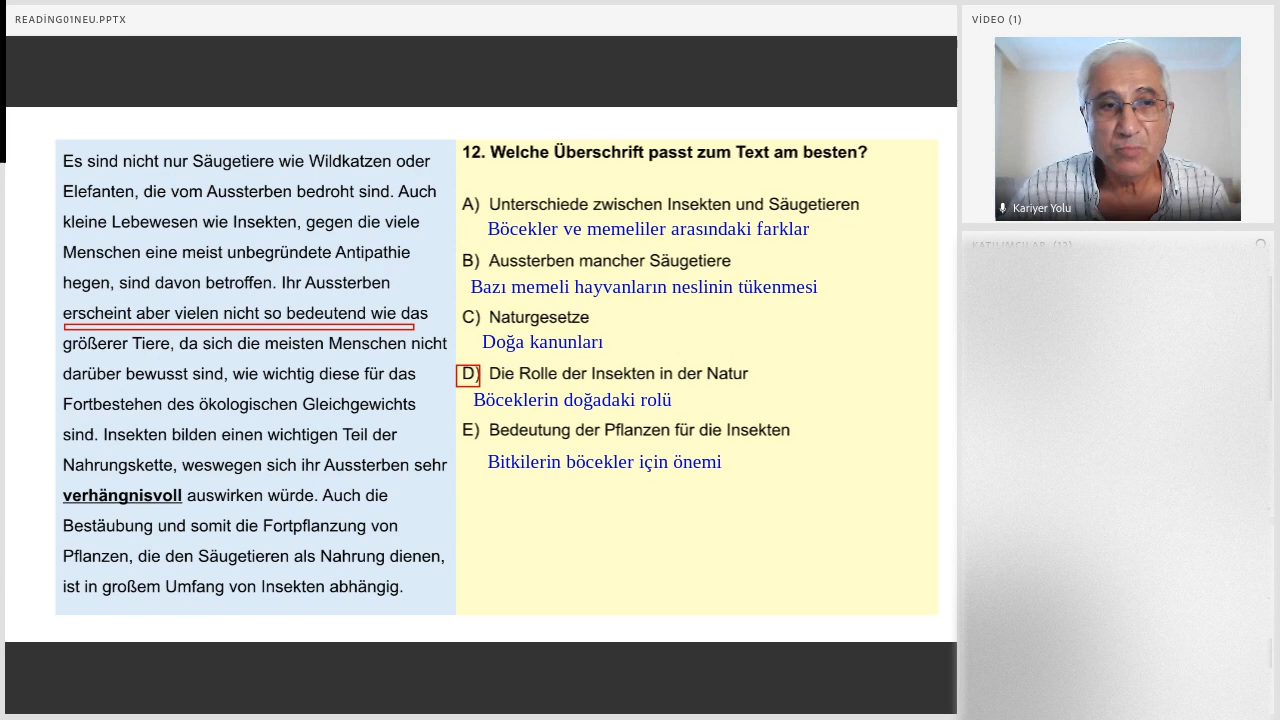 READİNG01NEU.PPTX
Es sind nicht nur Säugetiere wie Wildkatzen oder
Elefanten, die vom Aussterben bedroht sind. Auch
kleine Lebewesen wie Insekten, gegen die viele
Menschen eine meist unbegründete Antipathie
hegen, sind davon betroffen. Ihr Aussterben
erscheint aber vielen nicht so bedeutend wie das
größerer Tiere, da sich die meisten Menschen nicht
darüber bewusst sind, wie wichtig diese für das
Fortbestehen des ökologischen Gleichgewichts
sind. Insekten bilden einen wichtigen Teil der
Nahrungskette, weswegen sich ihr Aussterben sehr
verhängnisvoll auswirken würde. Auch die
Bestäubung und somit die Fortpflanzung von
Pflanzen, die den Säugetieren als Nahrung dienen,
ist in großem Umfang von Insekten abhängig.
12. Welche Überschrift passt zum Text am besten?
A) Unterschiede zwischen Insekten und Säugetieren
Böcekler ve memeliler arasındaki farklar
B) Aussterben mancher Säugetiere
Bazı memeli hayvanların neslinin tükenmesi
C) Naturgesetze
Doğa kanunları
D) Die Rolle der Insekten in der Natur
Böceklerin doğadaki rolü
E) Bedeutung der Pflanzen für die Insekten
Bitkilerin böcekler için önemi
VİDEO (1)
Kariyer Yolu
KATILIMCILAR (12)